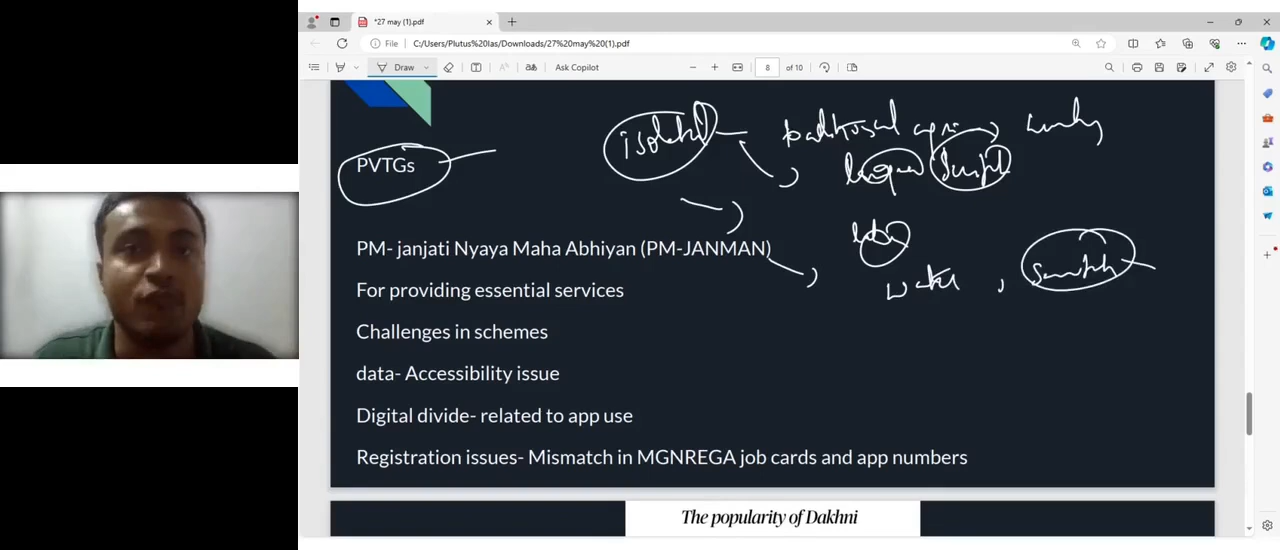 *27 may (1).pdf
File C:/Users/Plutus%20Ias/Downloads/27%20may%20(1).pdf
Draw Ask Copilot 8 of 10
isolated
PVTGs
PM- janjati Nyaya Maha Abhiyan (PM-JANMAN)
water ,
For providing essential services
Challenges in schemes
data- Accessibility issue
Digital divide- related to app use
Registration issues- Mismatch in MGNREGA job cards and app numbers
The popularity of Dakhni